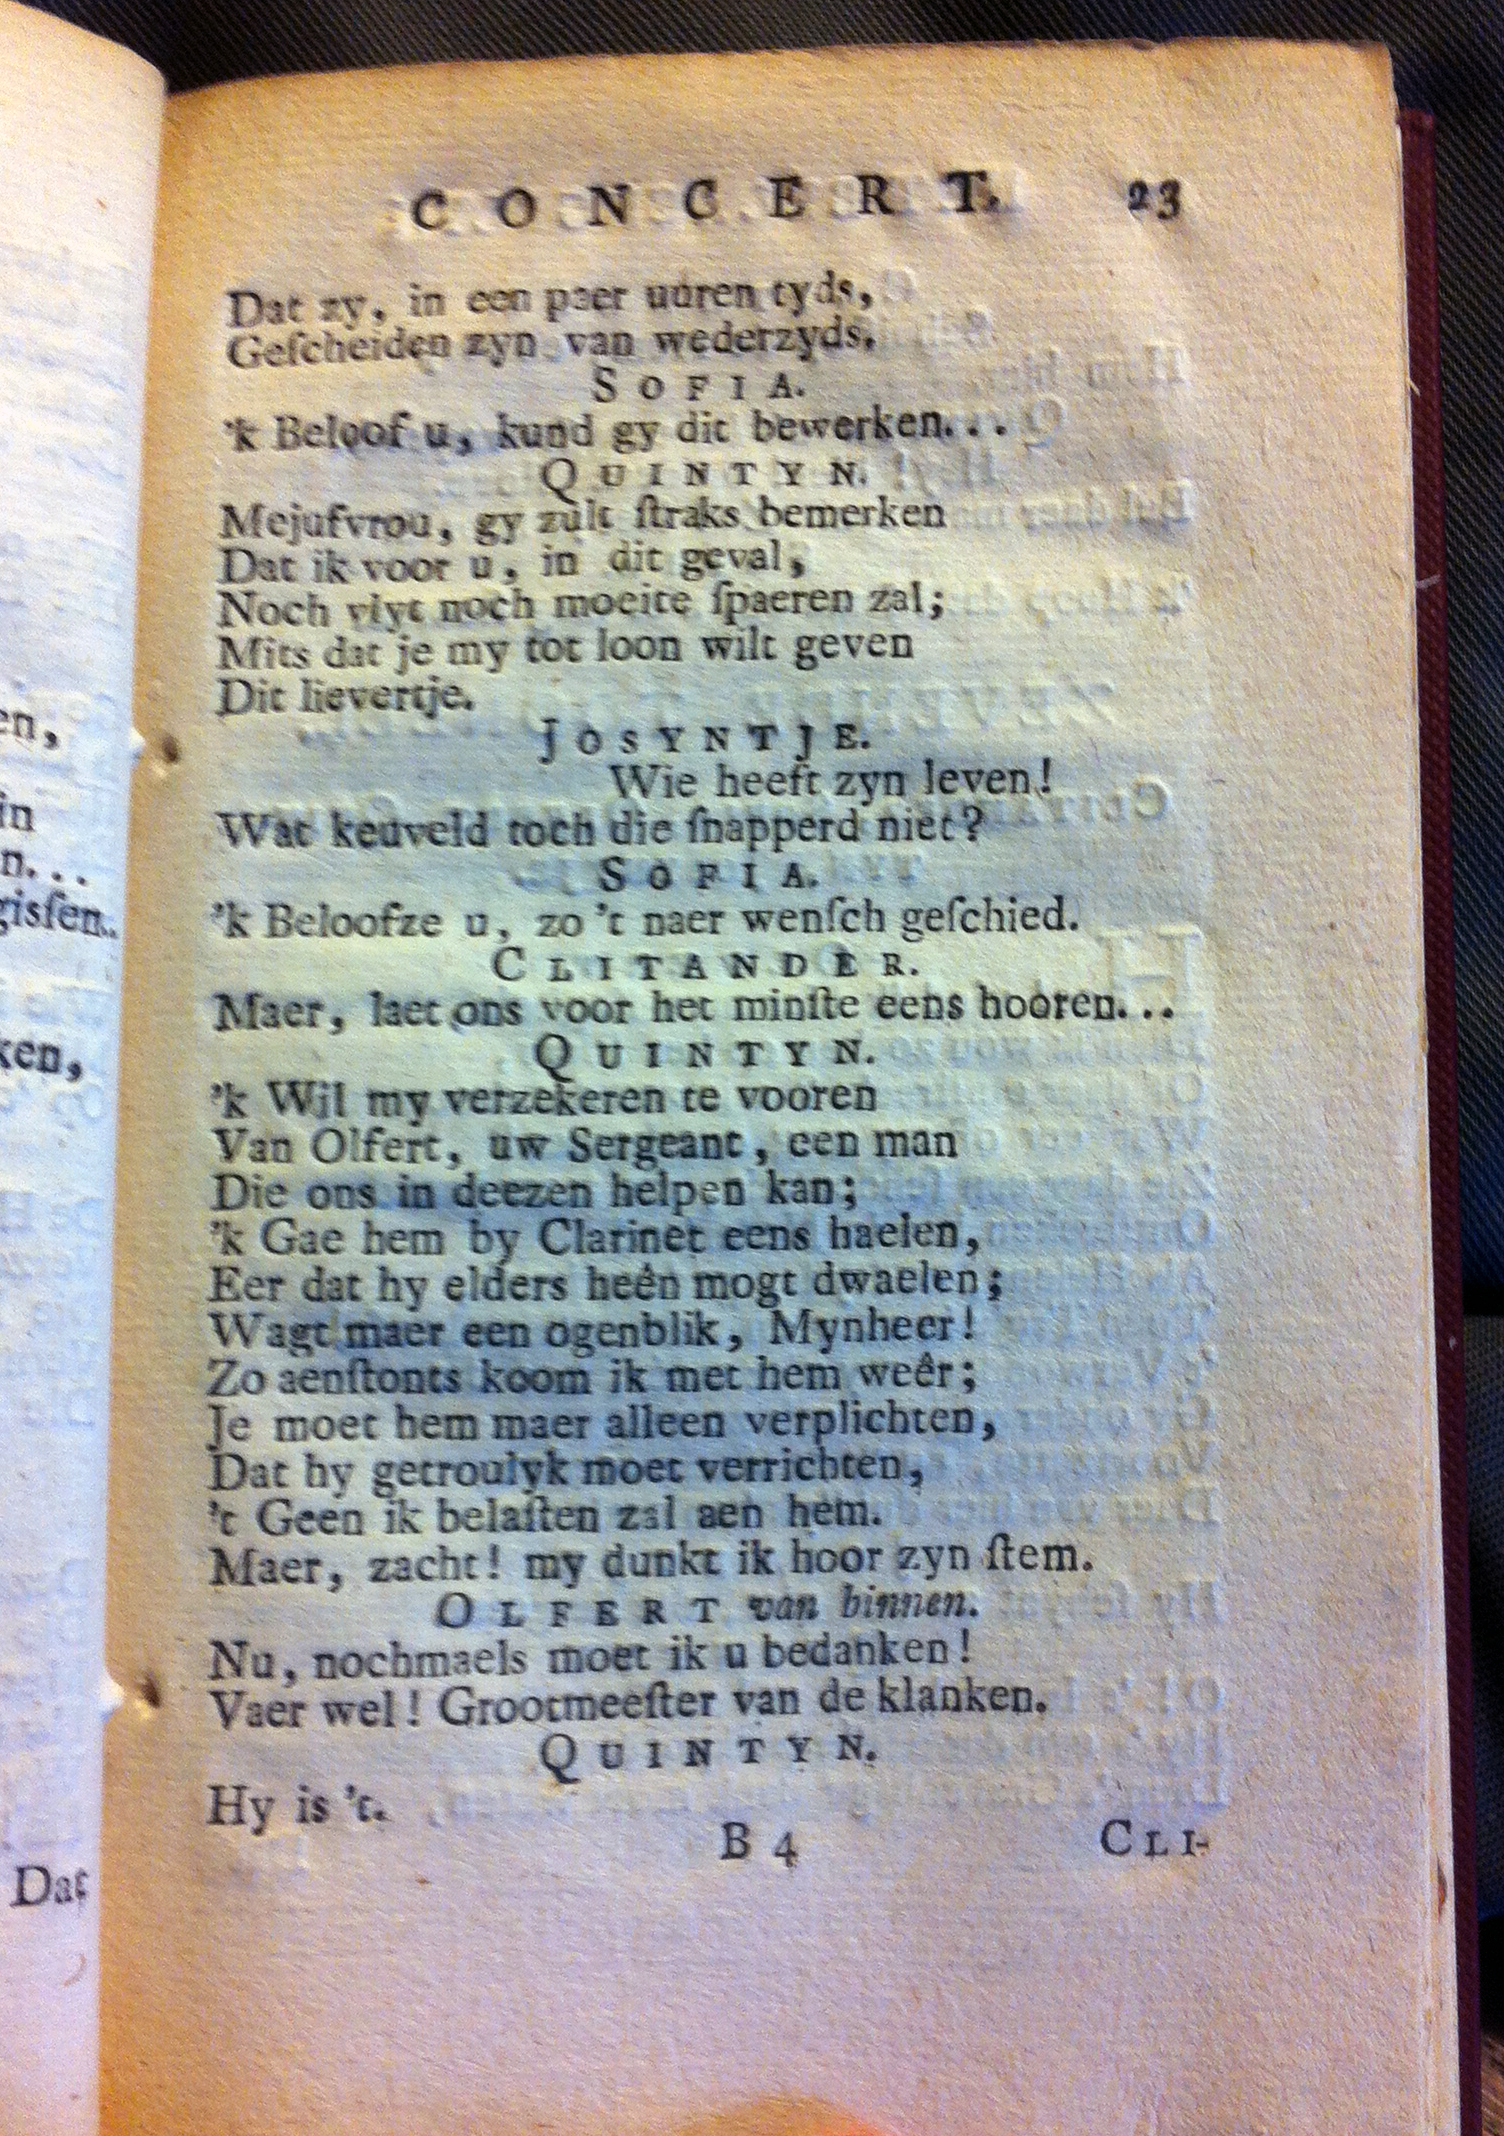 CONCERT. 23
Dat zy, in een paer uuren tyds,
Geſcheiden zyn van wederzyds.
SOFIA.
'k Beloof u, kund gy dit bewerken...
QUINTYN.
Mejufvrou, gy zult ſtraks bemerken
Dat ik voor u, in dit geval,
Noch vlyt noch moeite ſpaeren zal;
Mits dat je my tot loon wilt geven
Dit lievertje.
JOSYNTJE.
Wie heeft zyn leven!
Wat keuveld toch die ſnapperd niet?
SOFIA.
'k Beloofze u, zo 't naer wenſch geſchied.
CLITANDER.
Maer, laet ons voor het minſte eens hooren...
QUINTYN.
'k Wil my verzekeren te vooren
Van Olfert, uw Sergeant, een man
Die ons in deezen helpen kan;
'k Gae hem by Clarinet eens haelen,
Eer dat hy elders heên mogt dwaelen;
Wagt maer een ogenblik, Mynheer!
Zo aenſtonts koom ik met hem weêr;
Je moet hem maer alleen verplichten,
Dat hy getroulyk moet verrichten,
't Geen ik belaſten zal aen hem.
Maer, zacht! my dunkt ik hoor zyn ſtem.
OLFERT van binnen.
Nu, nochmaels moet ik u bedanken!
Vaer wel! Grootmeeſter van de klanken.
QUINTYN.
Hy is 't.
B 4 CLI-
en,
in
n...
giſſen.
ken,
Dat